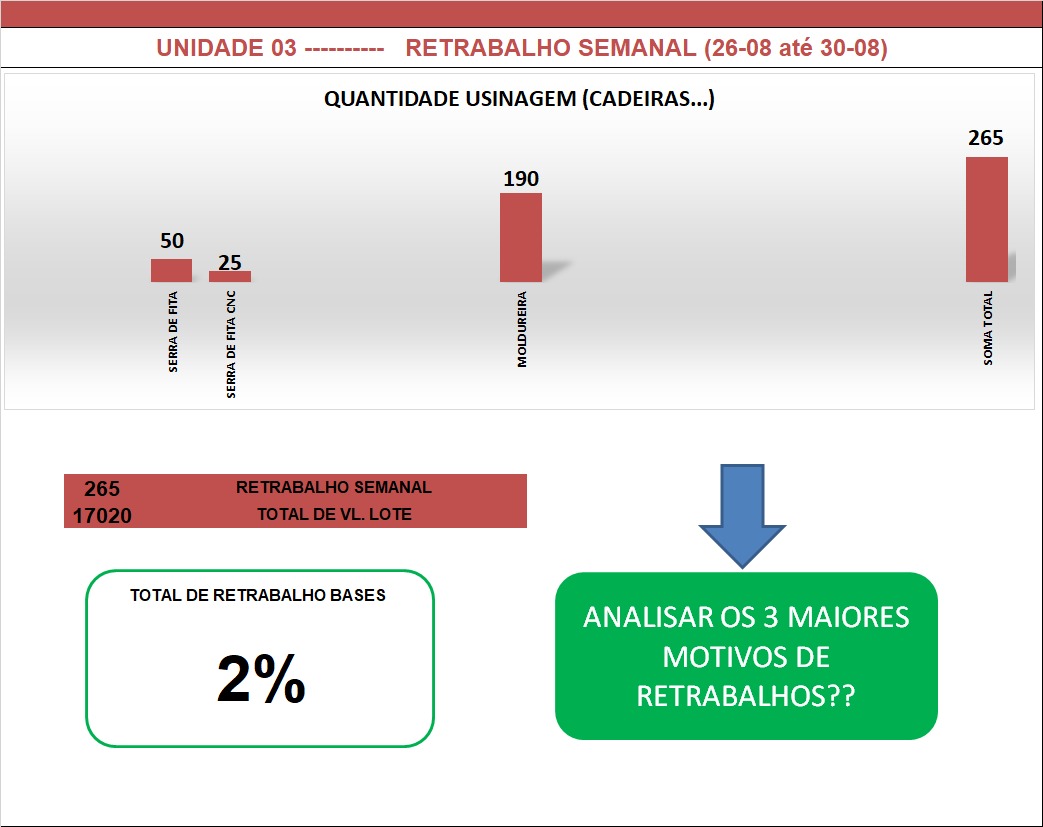 UNIDADE 03 ---------- RETRABALHO SEMANAL (26-08 até 30-08)
QUANTIDADE USINAGEM (CADEIRAS...)
265
190
50
25
SERRA DE FITA
SERRA DE FITA CNC
MOLDUREIRA
SOMA TOTAL
265 RETRABALHO SEMANAL
17020 TOTAL DE VL. LOTE
TOTAL DE RETRABALHO BASES
2%
ANALISAR OS 3 MAIORES
MOTIVOS DE
RETRABALHOS??